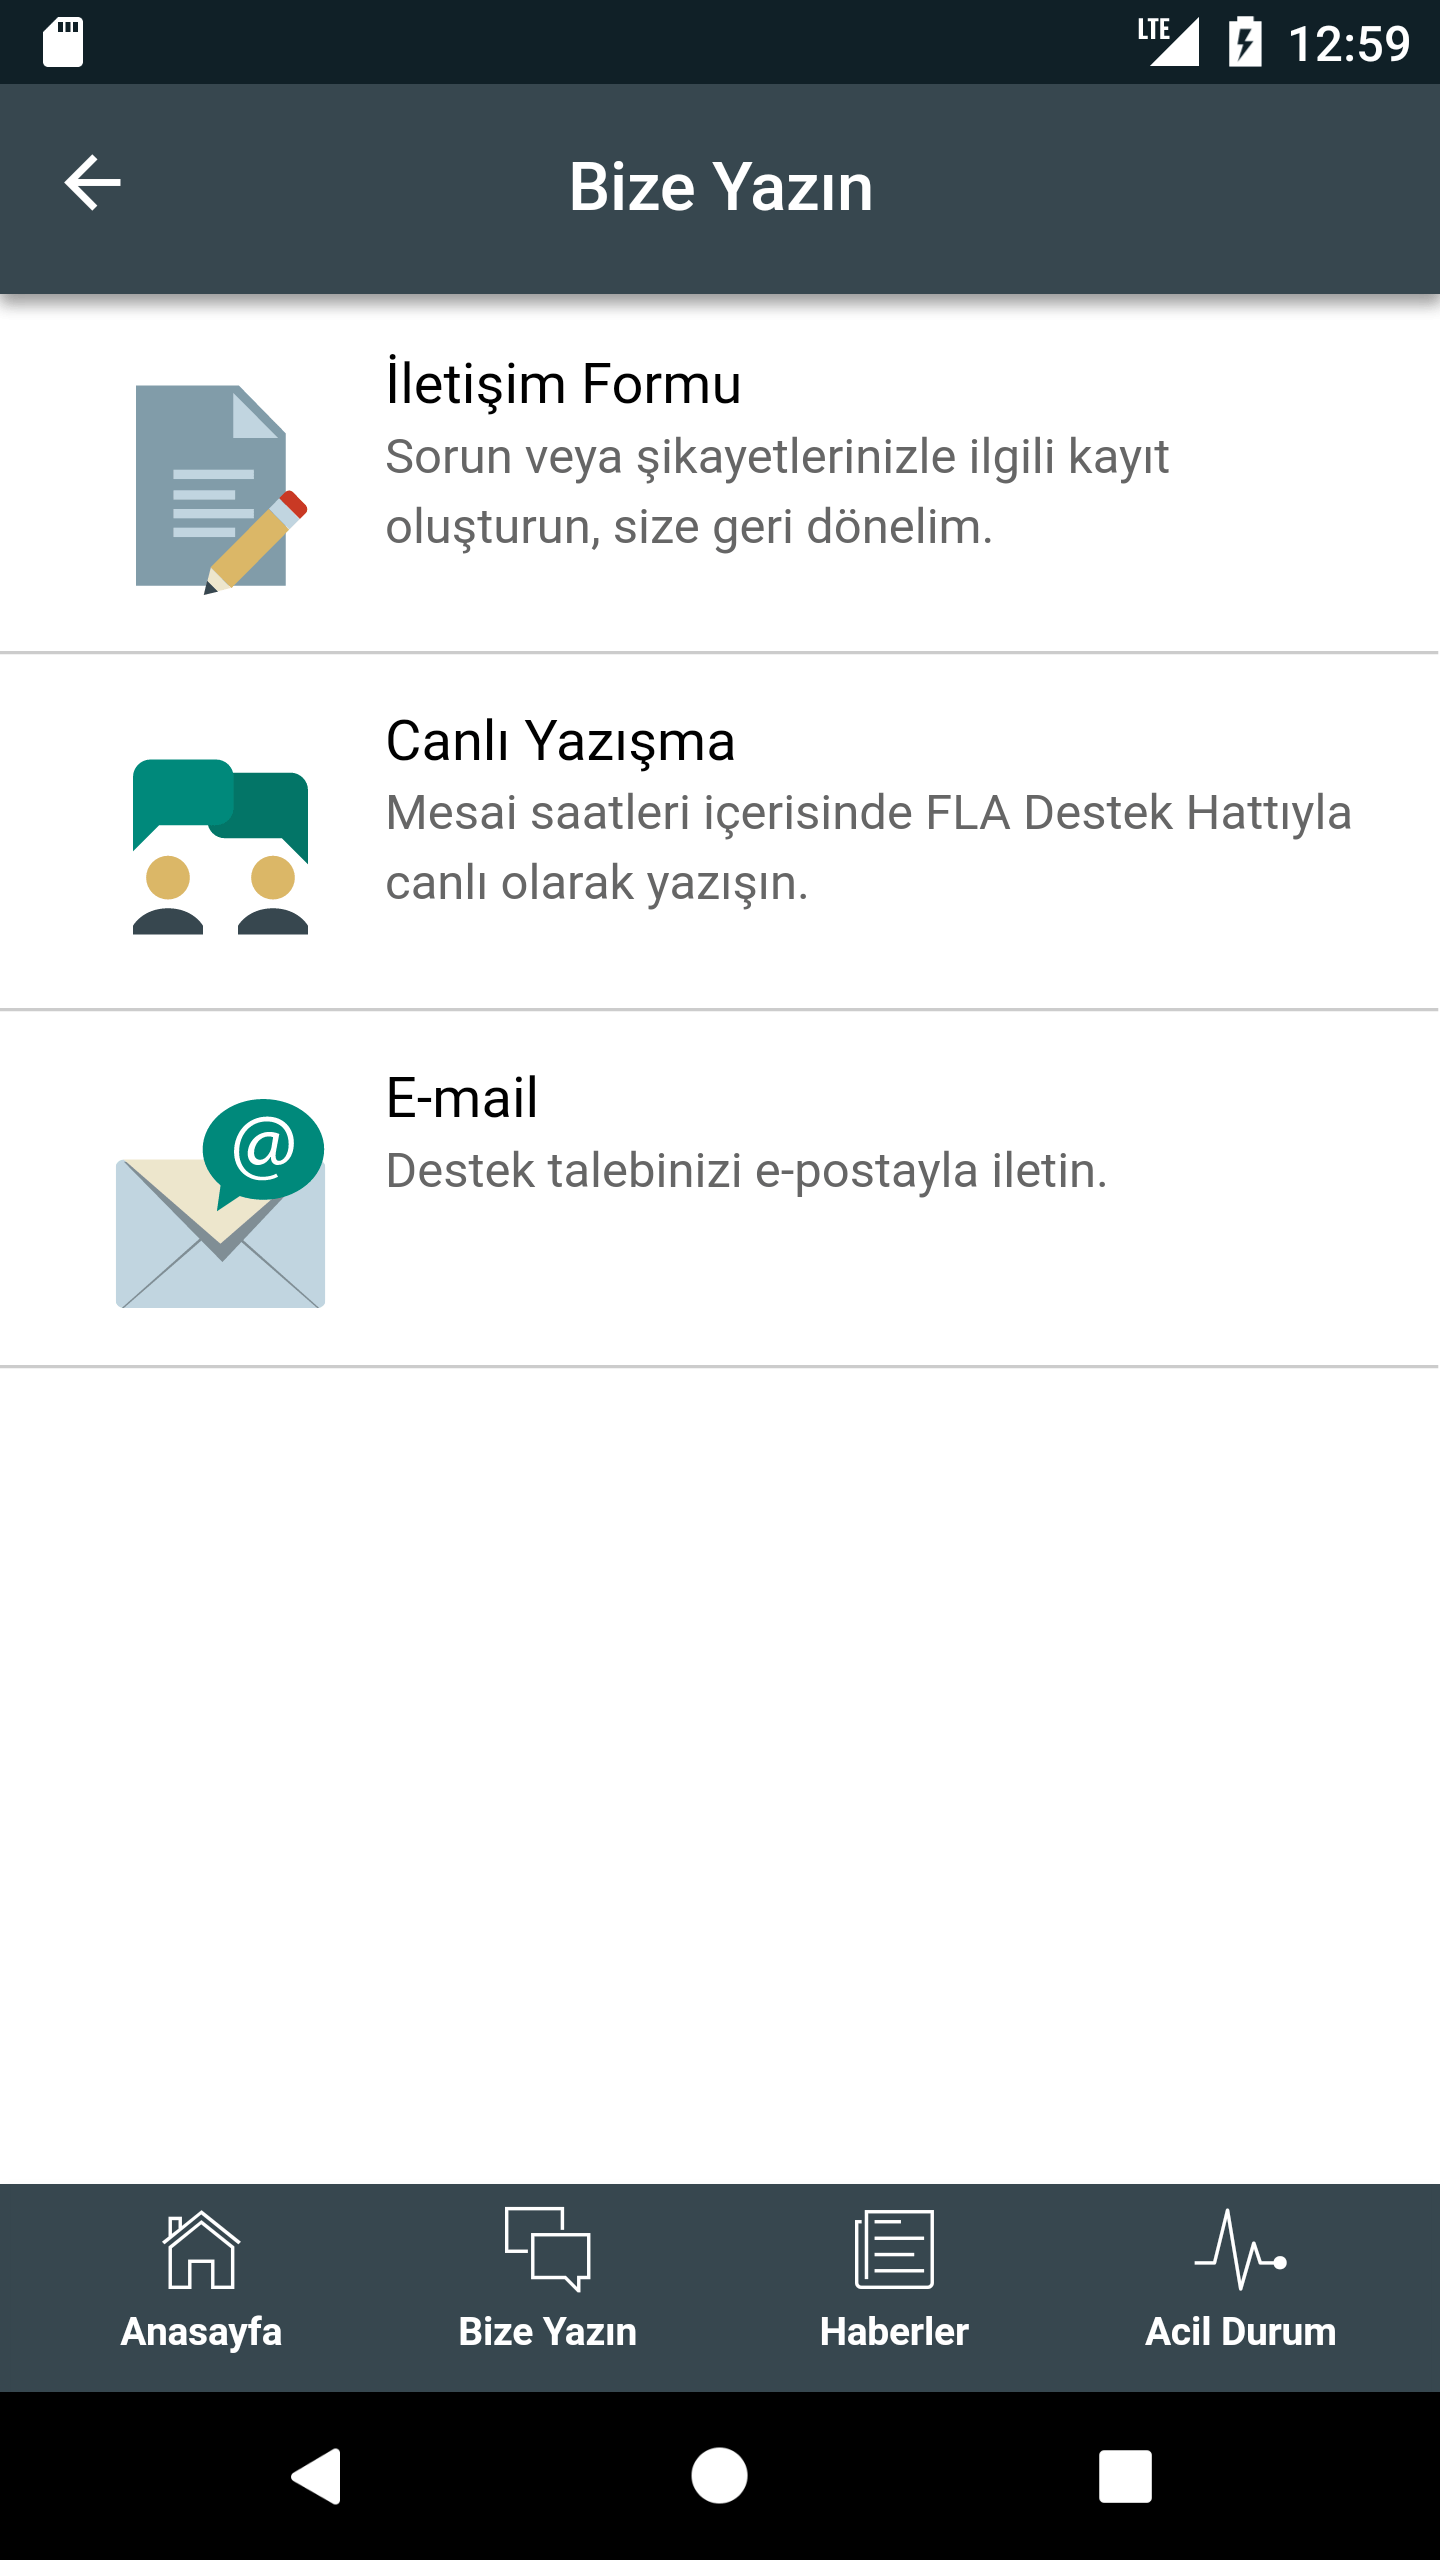 LTE 12:59
Bize Yazın
İletişim Formu
Sorun veya şikayetlerinizle ilgili kayıt
oluşturun, size geri dönelim.
Canlı Yazışma
Mesai saatleri içerisinde FLA Destek Hattıyla
canlı olarak yazışın.
@
E-mail
Destek talebinizi e-postayla iletin.
Anasayfa
Bize Yazın
Haberler
Acil Durum